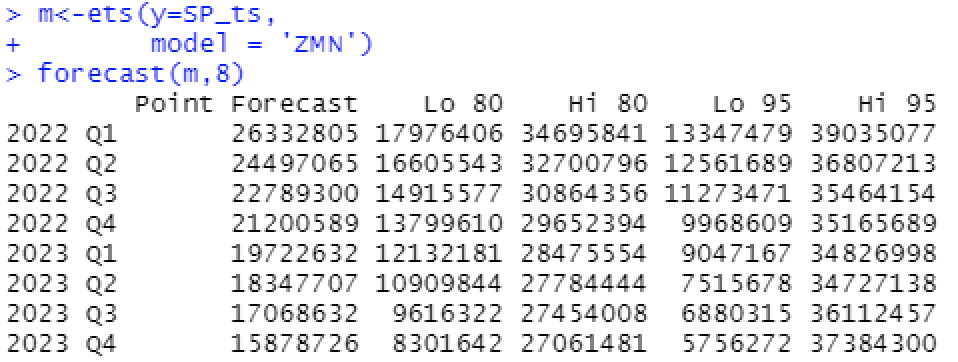 > m<-ets(y=SP_ts,
+         model = 'ZMN')
> forecast(m,8)
        Point Forecast    Lo 80    Hi 80    Lo 95    Hi 95
2022 Q1       26332805 17976406 34695841 13347479 39035077
2022 Q2       24497065 16605543 32700796 12561689 36807213
2022 Q3       22789300 14915577 30864356 11273471 35464154
2022 Q4       21200589 13799610 29652394  9968609 35165689
2023 Q1       19722632 12132181 28475554  9047167 34826998
2023 Q2       18347707 10909844 27784444  7515678 34727138
2023 Q3       17068632  9616322 27454008  6880315 36112457
2023 Q4       15878726  8301642 27061481  5756272 37384300